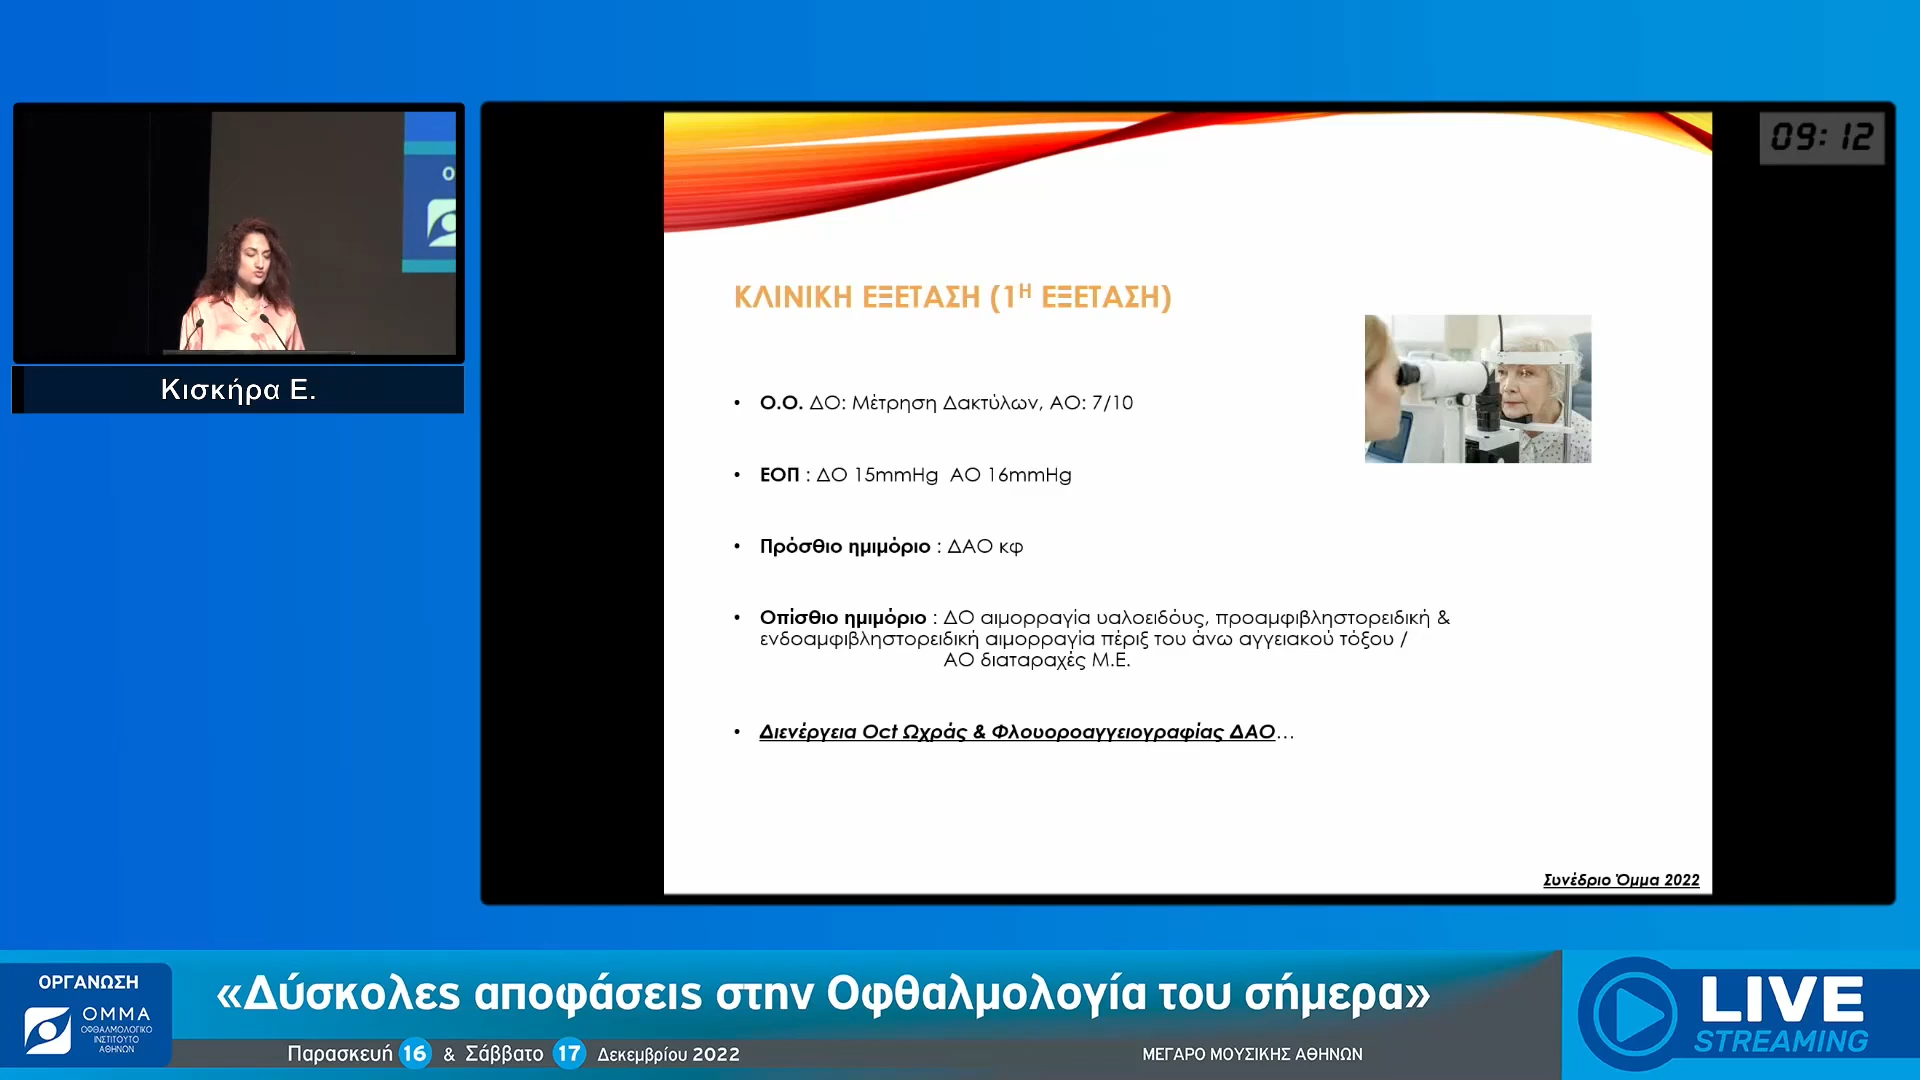 Ο
Κισκήρα Ε.
09:12
ΚΛΙΝΙΚΗ ΕΞΕΤΑΣΗ (1Η ΕΞΕΤΑΣΗ)
• Ο.Ο. ΔΟ: Μέτρηση Δακτύλων, ΑΟ: 7/10
• ΕΟΠ : ΔΟ 15mmHg ΑΟ 16mmHg
• Πρόσθιο ημιμόριο : ΔΑΟ κφ
• Οπίσθιο ημιμόριο : ΔΟ αιμορραγία υαλοειδούς, προαμφιβληστορειδική &
ενδοαμφιβληστορειδική αιμορραγία πέριξ του άνω αγγειακού τόξου /
ΑΟ διαταραχές Μ.Ε.
• Διενέργεια Oct Ωχράς & Φλουοροαγγειογραφίας ΔΑΟ...
Συνέδριο Όμμα 2022
ΟΡΓΑΝΩΣΗ
ΟΜΜΑ
ΟΦΘΑΛΜΟΛΟΓΙΚΟ
ΙΝΣΤΙΤΟΥΤΟ
ΑΘΗΝΩΝ
«Δύσκολες αποφάσεις στην Οφθαλμολογία του σήμερα»
Παρασκευή 16 & Σάββατο 17 Δεκεμβρίου 2022
ΜΕΓΑΡΟ ΜΟΥΣΙΚΗΣ ΑΘΗΝΩΝ
LIVE
STREAMING